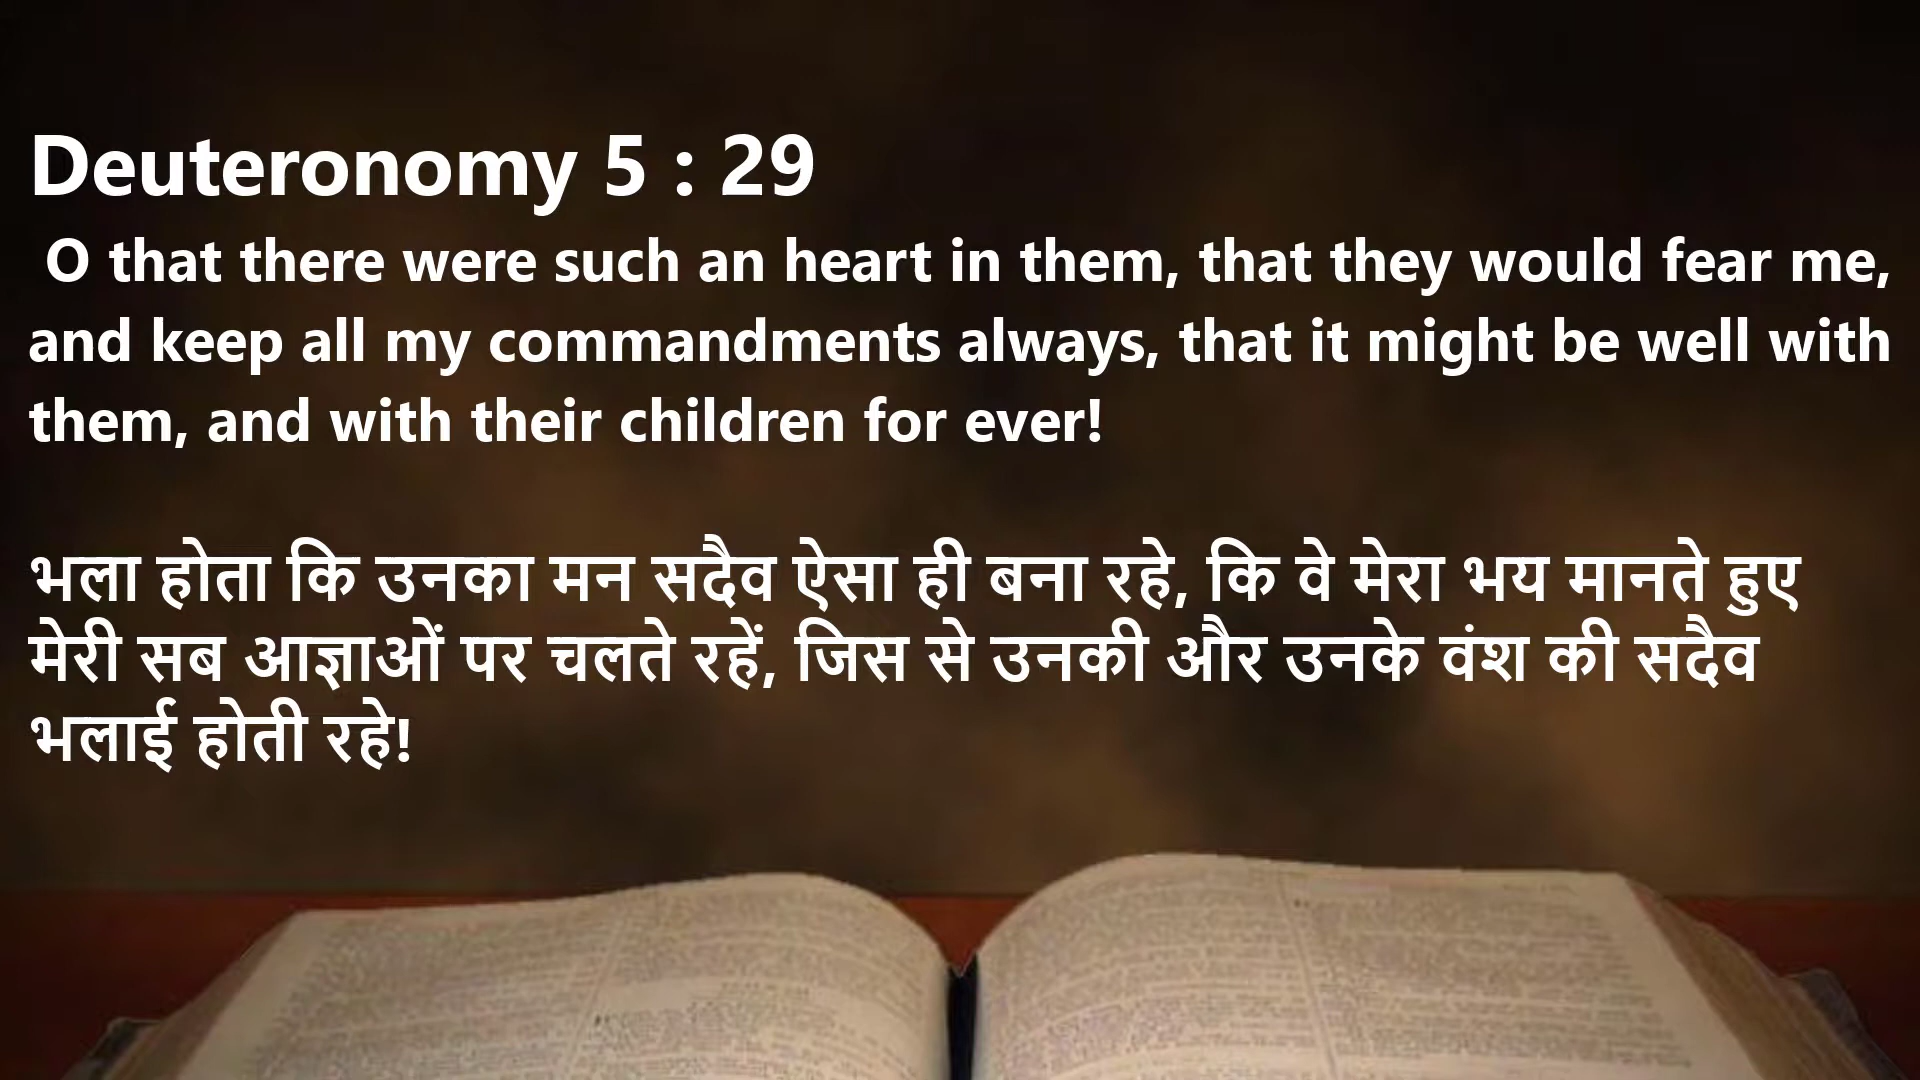 Deuteronomy 5 : 29
O that there were such an heart in them, that they would fear me,
and keep all my commandments always, that it might be well with
them, and with their children for ever!
भला होता कि उनका मन सदैव ऐसा ही बना रहे, कि वे मेरा भय मानते हुए
मेरी सब आज्ञाओं पर चलते रहें, जिस से उनकी और उनके वंश की सदैव
भलाई होती रहे!